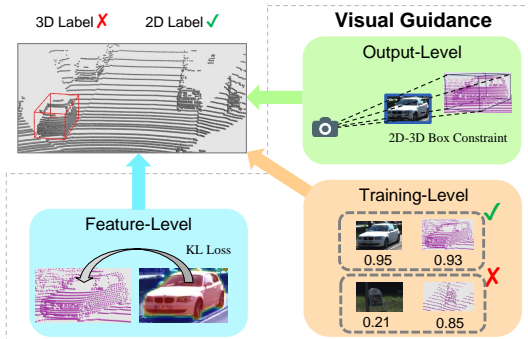 3D Label ✗ 2D Label ✓
Visual Guidance
Output-Level
2D-3D Box Constraint
Training-Level
0.95 0.93
0.21 0.85
Feature-Level
KL Loss